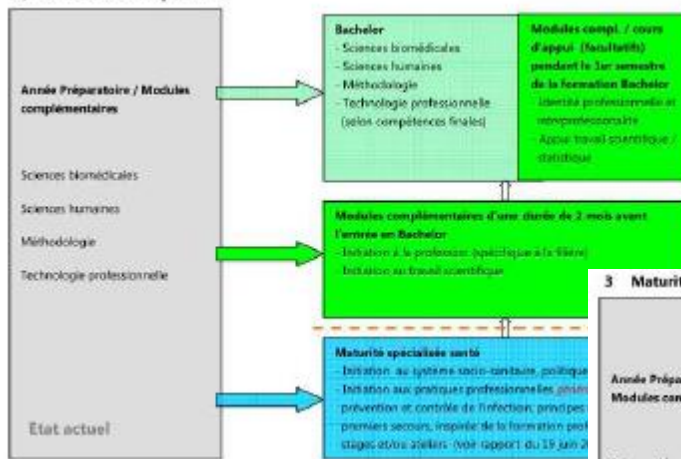 Année Préparatoire / Modules
complémentaires
Sciences biomédicales
Sciences humaines
Méthodologie
Technologie professionnelle
Etat actuel
Bachelor
- Sciences biomédicales
- Sciences humaines
- Méthodologie
- Technologie professionnelle
(selon compétences finales)
Modules compl. / cours
d'appui (facultatifs)
pendant le 1er semestre
de la formation Bachelor
- Identité professionnelle et
- Appui travail scientifique /
statistique
Modules complémentaires d'une durée de 2 mois avant
l'entrée en Bachelor
- Initiation à la profession (spécifique à la filière)
- Initiation au travail scientifique
Maturité spécialisée santé
- Initiation au système socio-sanitaire, politique
- Initiation aux pratiques professionnelles
prévention et contrôle de l'infection, principes
premiers secours, inspirée de la formation
stages et/ou ateliers (voir rapport du 19 juin
3 Maturit
Année Prépa
Modules com